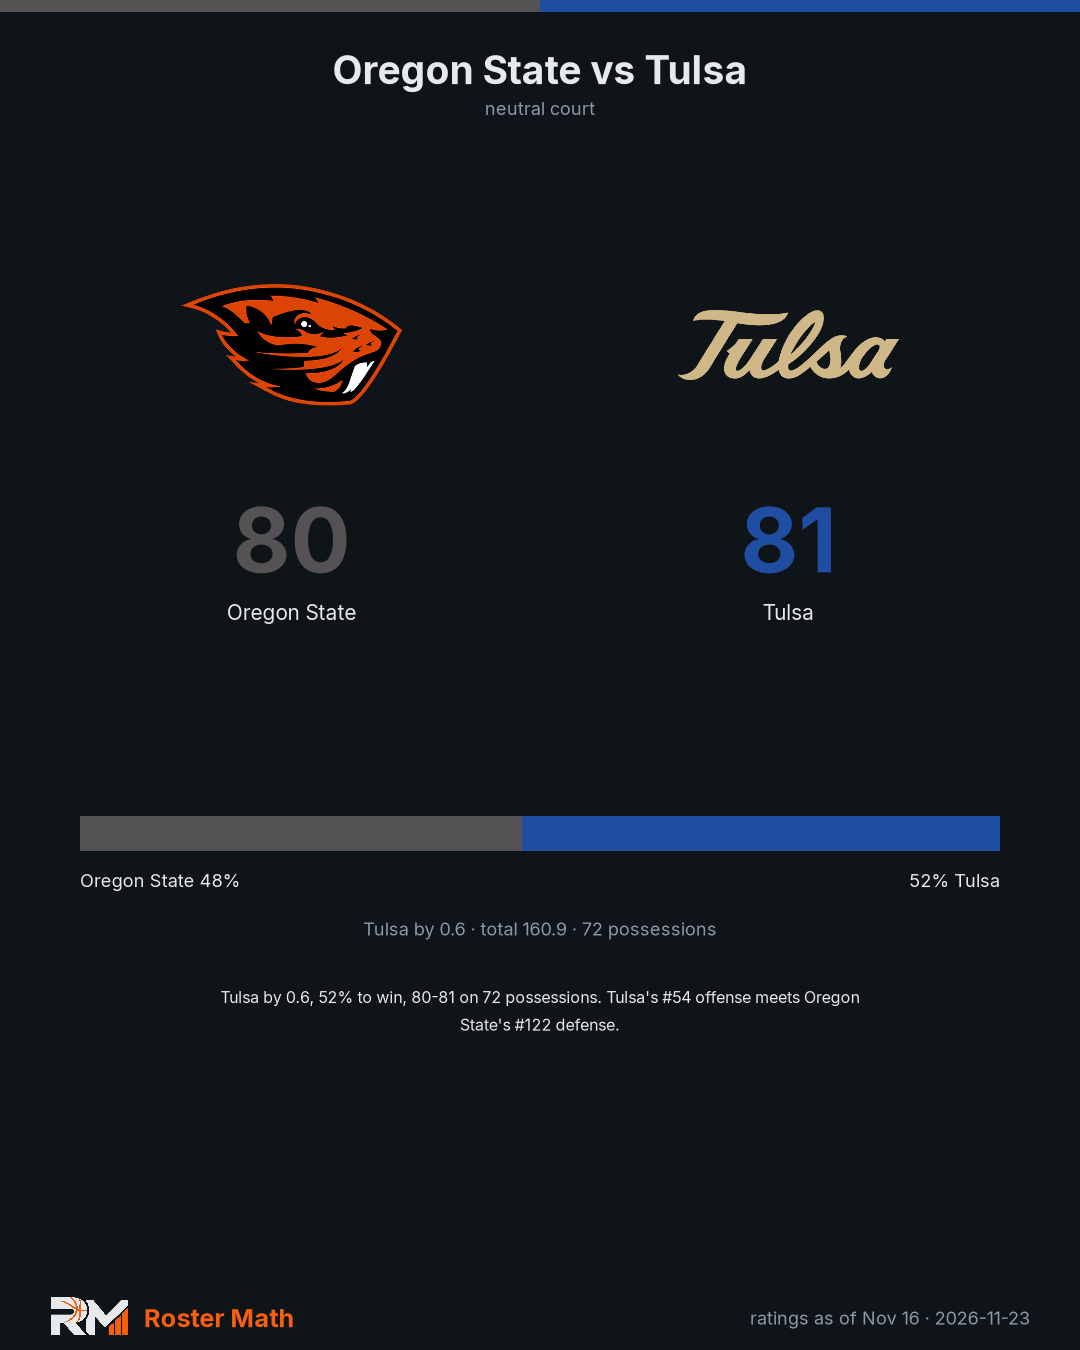 Oregon State vs Tulsa
neutral court
Tulsa
80
81
Oregon State
Tulsa
Oregon State 48%
52% Tulsa
Tulsa by 0.6 · total 160.9 · 72 possessions
Tulsa by 0.6, 52% to win, 80-81 on 72 possessions. Tulsa's #54 offense meets Oregon
State's #122 defense.
RM Roster Math
ratings as of Nov 16 · 2026-11-23